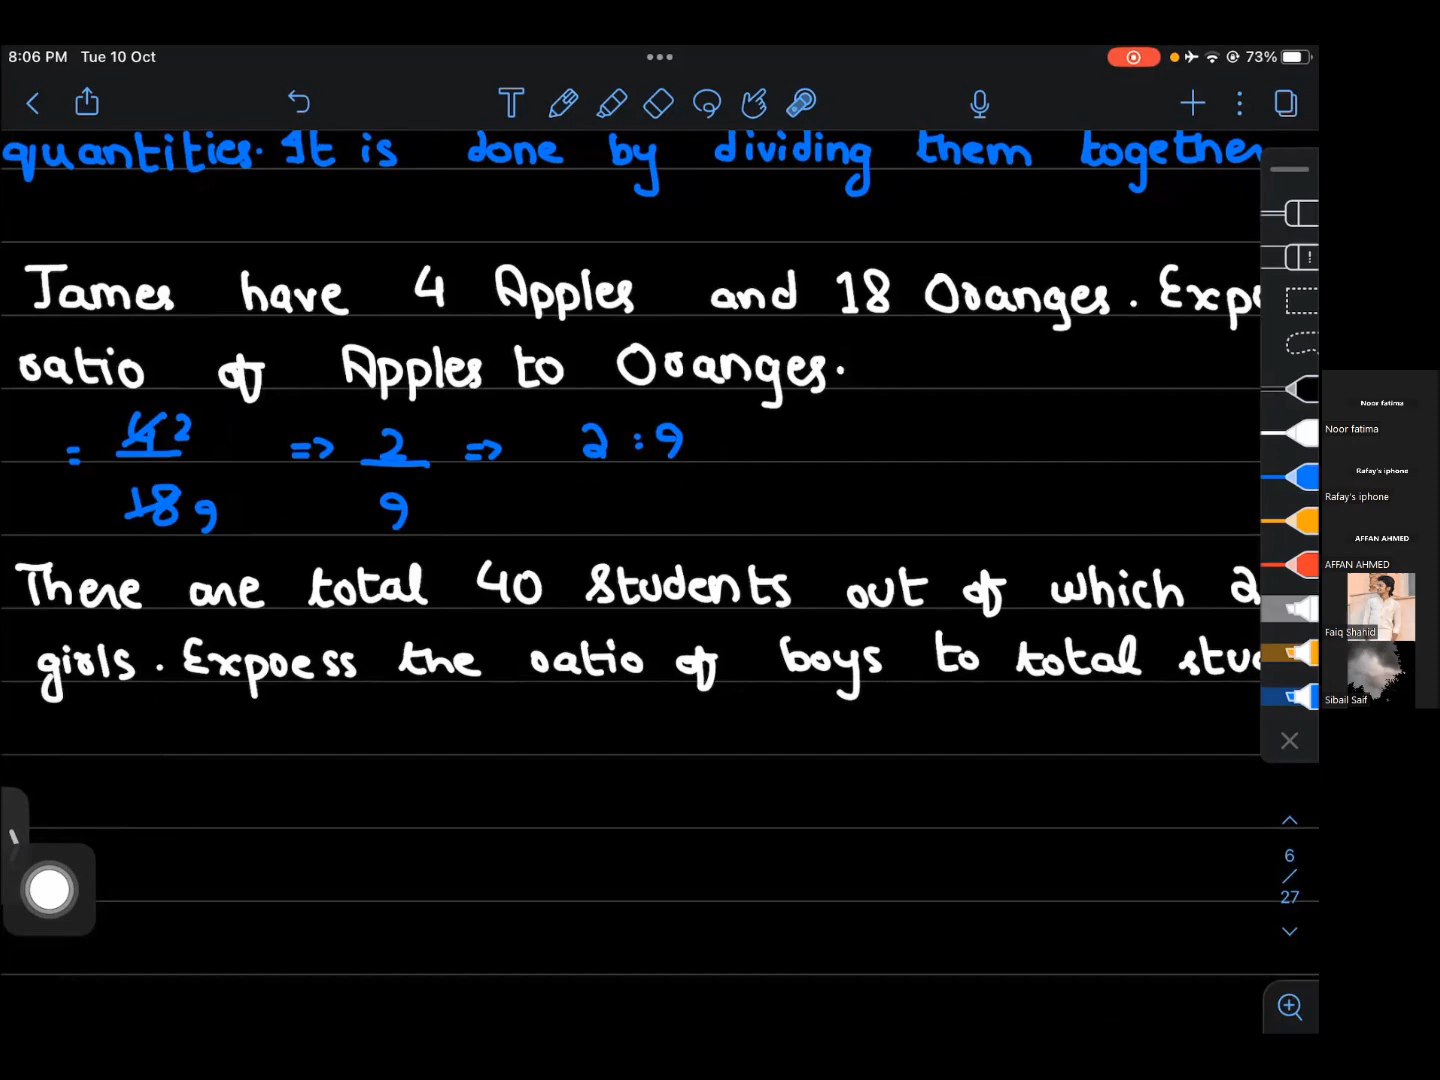 8:06 PM Tue 10 Oct
73%
quantities. It is done by dividing them together
James have 4 Apples and 18 Oranges.
ratio of Apples to Oranges.
= 4 2 => 2 => 2 : 9
18 9 9
There are total 40 Students out of which
girls. Express the ratio of boys to total
6
/
27
Noor fatima
Noor fatima
Rafay's iphone
Rafay's iphone
AFFAN AHMED
AFFAN AHMED
Faiq Shahid
Sibail Saif